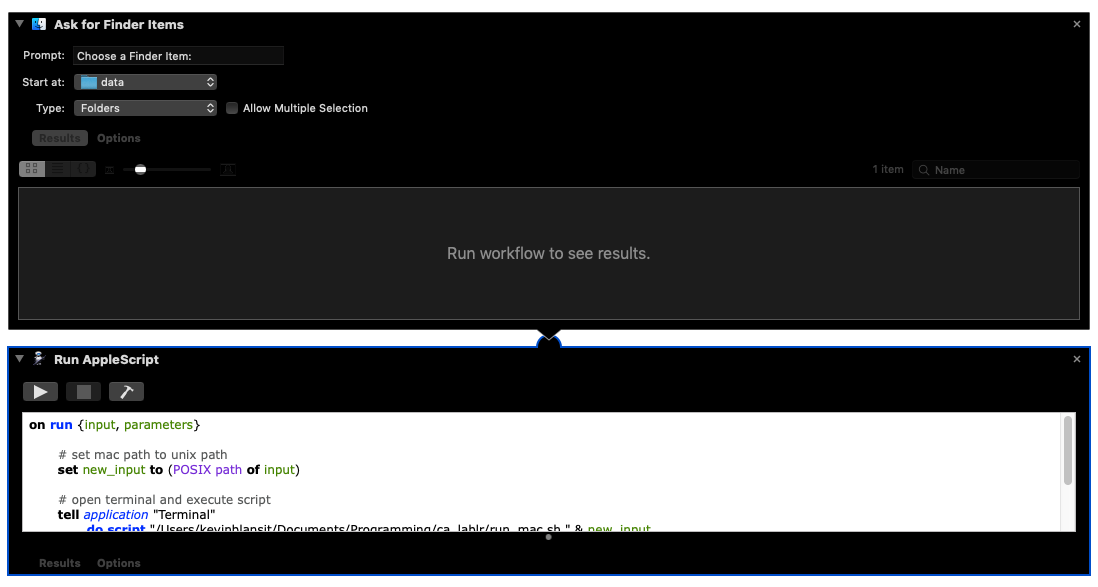 Ask for Finder Items
Prompt: Choose a Finder Item:
Start at: data
Type: Folders Allow Multiple Selection
Results Options
1 item Name
Run workflow to see results.
Run AppleScript
on run {input, parameters}
# set mac path to unix path
set new_input to (POSIX path of input)
# open terminal and execute script
tell application "Terminal"
do script "/Users/kevinblansit/Documents/Programming/ca_lablr/run_mac.sh " & new_input
Results Options